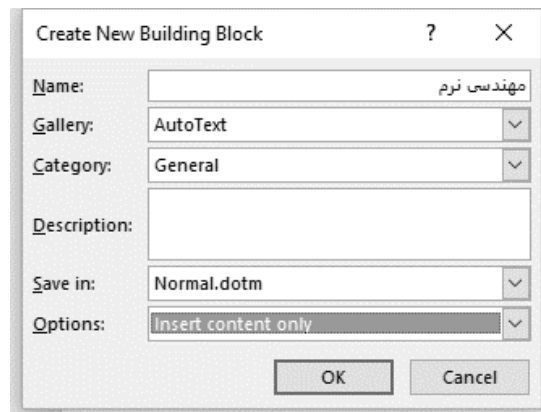 Create New Building Block ? X
Name: مهندسی نرم
Gallery: AutoText
Category: General
Description:
Save in: Normal.dotm
Options: Insert content only
OK Cancel